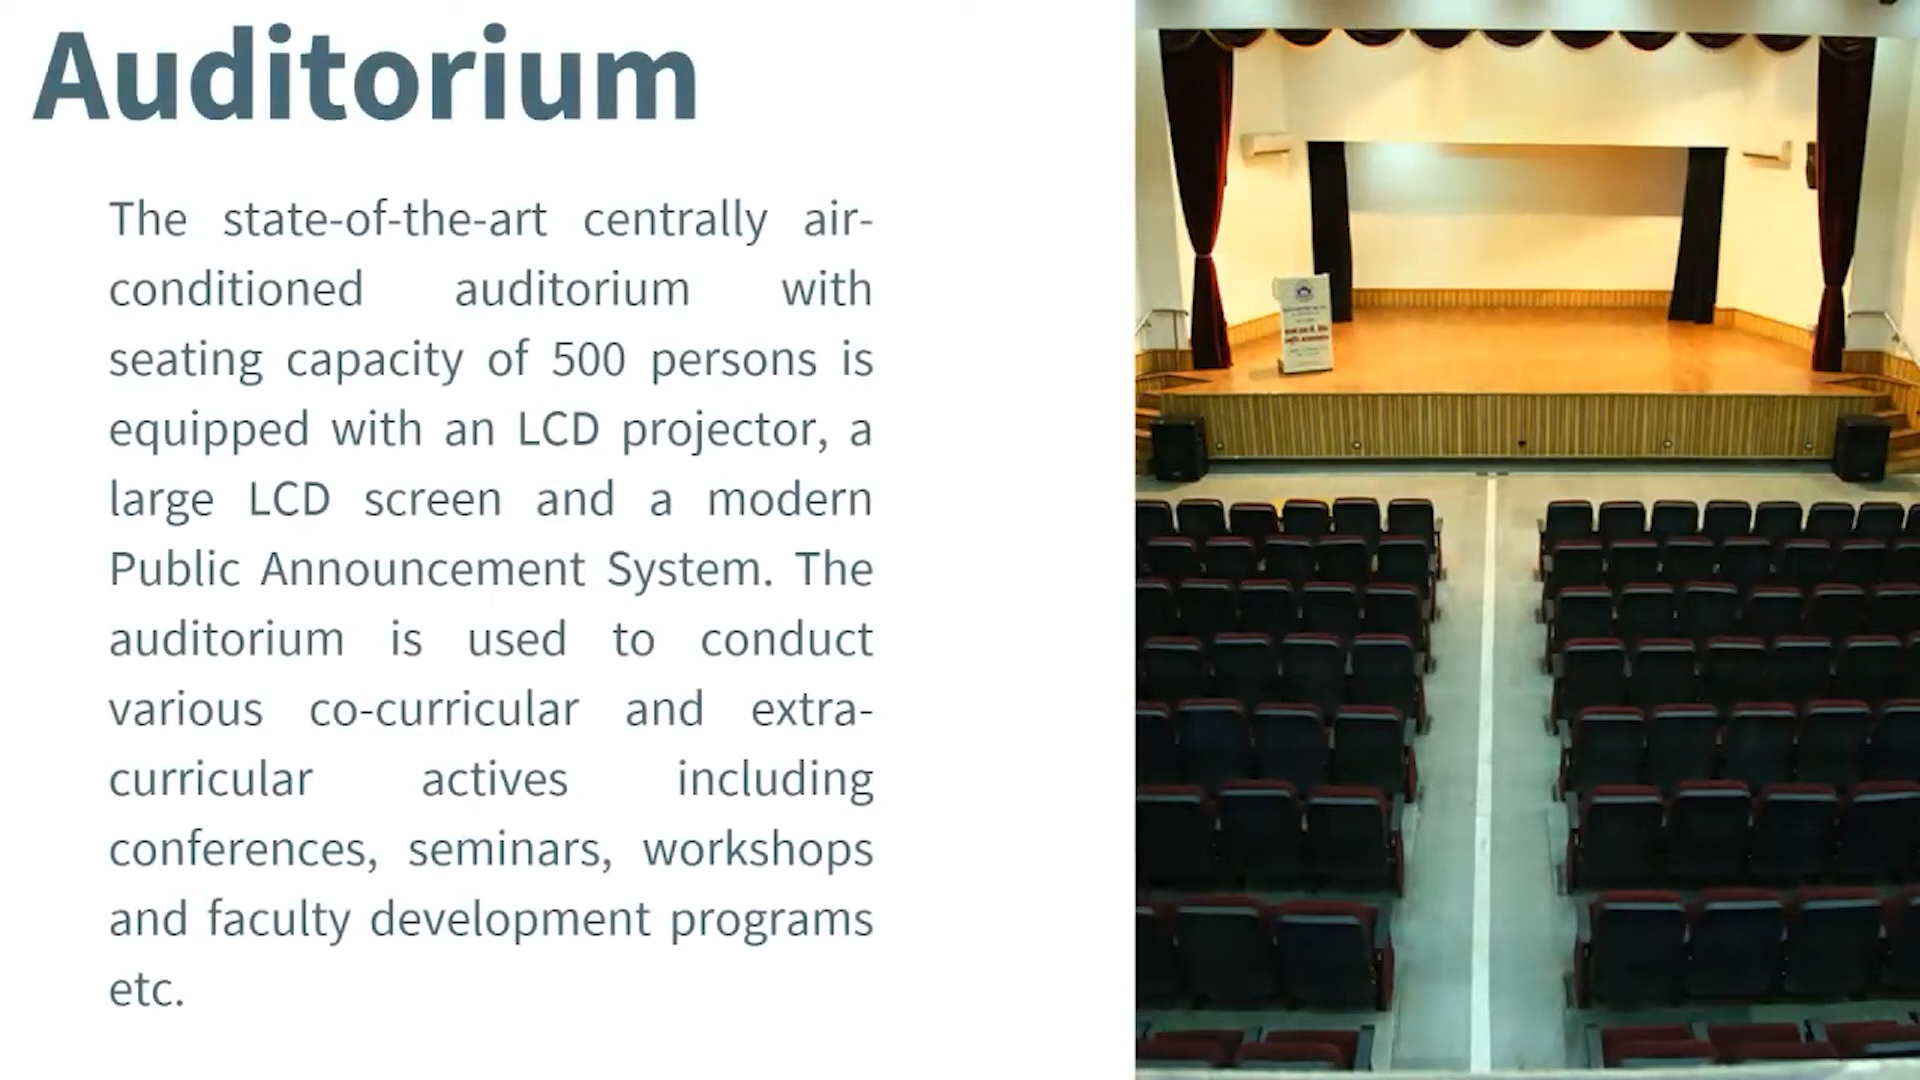 Auditorium
The state-of-the-art centrally air-
conditioned auditorium with
seating capacity of 500 persons is
equipped with an LCD projector, a
large LCD screen and a modern
Public Announcement System. The
auditorium is used to conduct
various co-curricular and extra-
curricular actives including
conferences, seminars, workshops
and faculty development programs
etc.